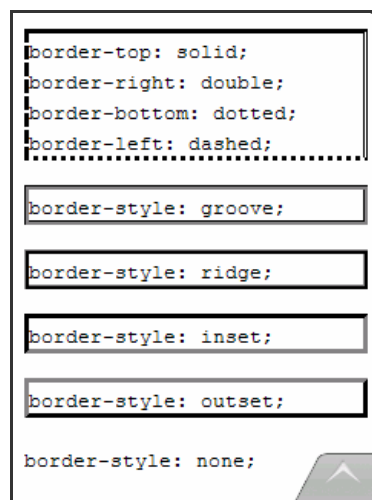 border-top: solid;
border-right: double;
border-bottom: dotted;
border-left: dashed;
border-style: groove;
border-style: ridge;
border-style: inset;
border-style: outset;
border-style: none;